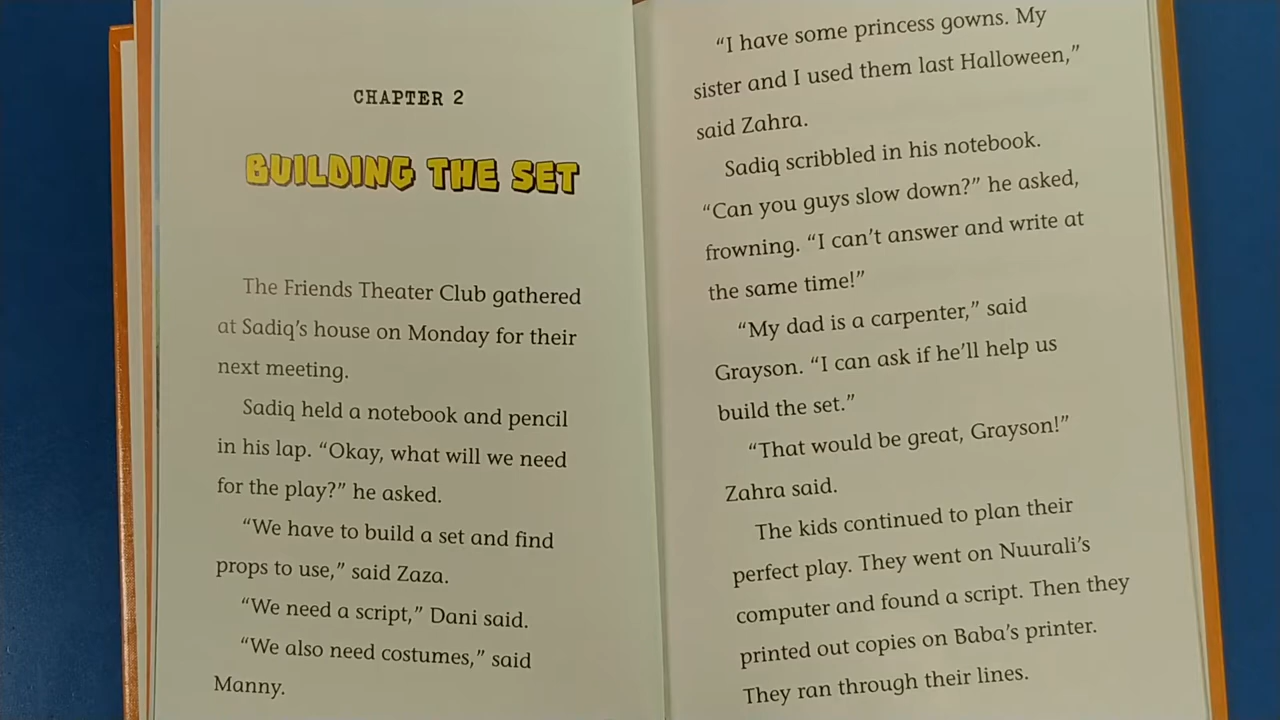 CHAPTER 2
BUILDING THE SET
The Friends Theater Club gathered
at Sadiq's house on Monday for their
next meeting.
Sadiq held a notebook and pencil
in his lap. “Okay, what will we need
for the play?” he asked.
“We have to build a set and find
props to use,” said Zaza.
“We need a script,” Dani said.
“We also need costumes,” said
Manny.
“I have some princess gowns. My
sister and I used them last Halloween,”
said Zahra.
Sadiq scribbled in his notebook.
“Can you guys slow down?” he asked,
frowning. “I can't answer and write at
the same time!”
“My dad is a carpenter,” said
Grayson. “I can ask if he'll help us
build the set.”
“That would be great, Grayson!”
Zahra said.
The kids continued to plan their
perfect play. They went on Nuurali's
computer and found a script. Then they
printed out copies on Baba's printer.
They ran through their lines.